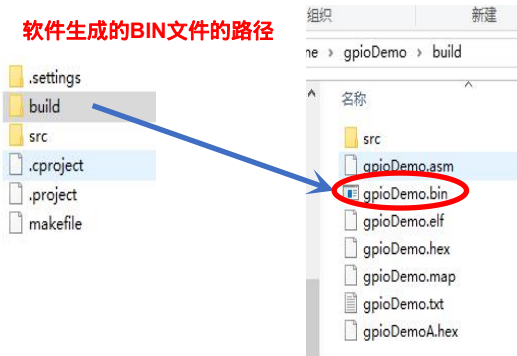 组织
新建
软件生成的BIN文件的路径
ne › gpioDemo › build
.settings
build
src
.cproject
.project
makefile
名称
src
gpioDemo.asm
gpioDemo.bin
gpioDemo.elf
gpioDemo.hex
gpioDemo.map
gpioDemo.txt
gpioDemoA.hex